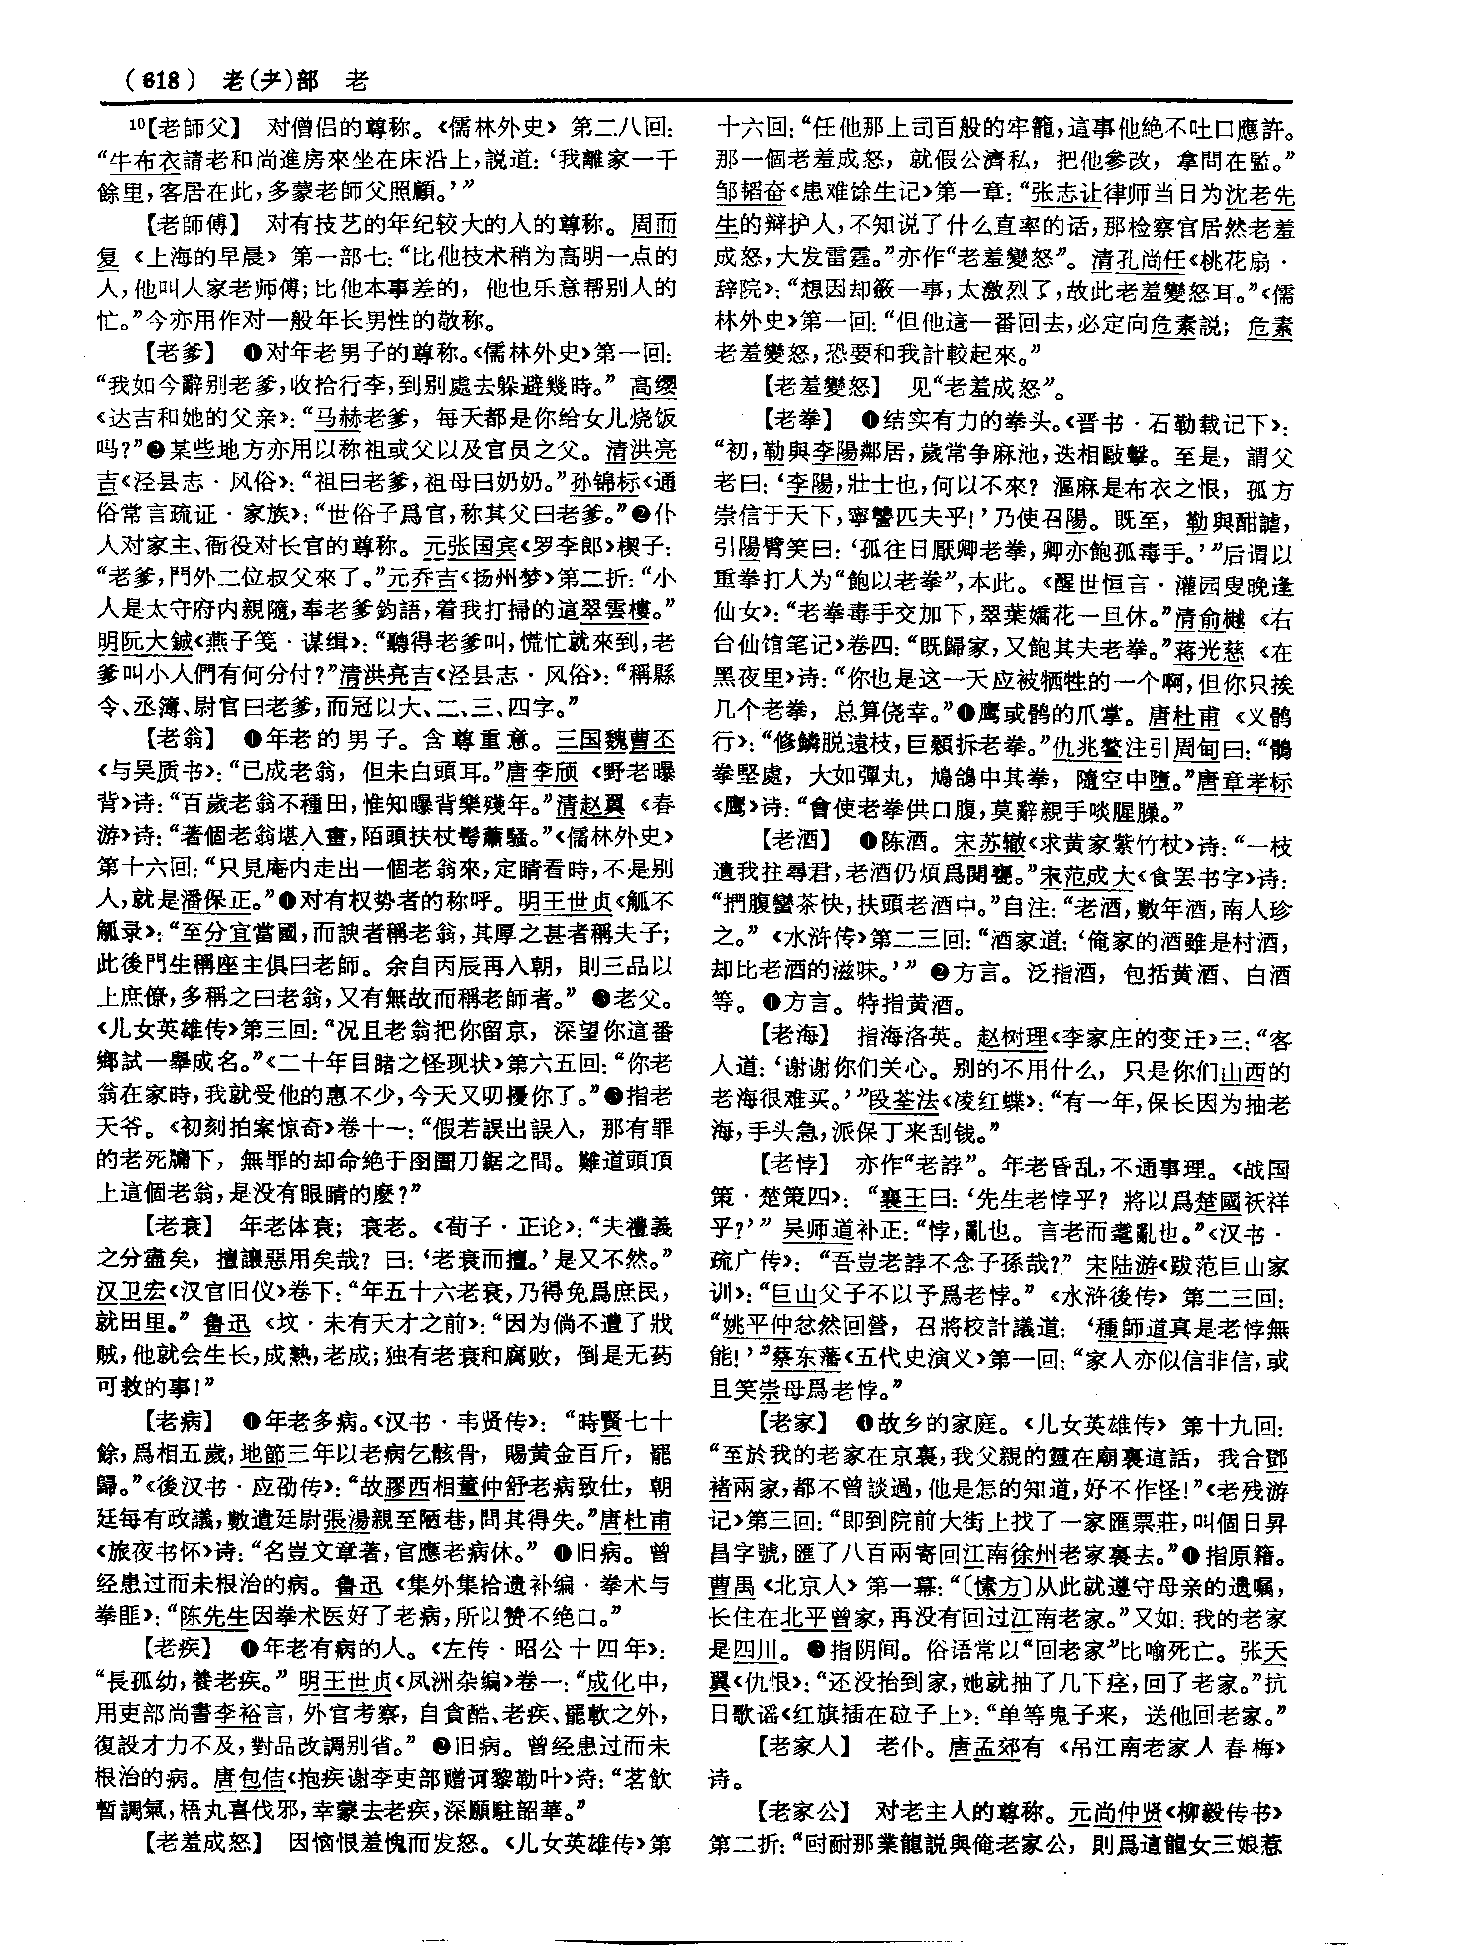 （618） 老(耂)部 老
10【老師父】 对僧侣的尊称。《儒林外史》第二八回：
“牛布衣請老和尚進房來坐在床沿上，説道：‘我離家一千
餘里，客居在此，多蒙老師父照顧。’”
【老師傅】 对有技艺的年纪较大的人的尊称。周而
复《上海的早晨》第一部七：“比他技术稍为高明一点的
人，他叫人家老师傅；比他本事差的，他也乐意帮别人的
忙。”今亦用作对一般年长男性的敬称。
【老爹】 ❶对年老男子的尊称。《儒林外史》第一回：
“我如今辭别老爹，收拾行李，到别處去躲避幾時。”高缨
《达吉和她的父亲》：“马赫老爹，每天都是你给女儿烧饭
吗？”❷某些地方亦用以称祖或父以及官员之父。清洪亮
吉《泾县志·风俗》：“祖曰老爹，祖母曰奶奶。”孙锦标《通
俗常言疏证·家族》：“世俗子爲官，称其父曰老爹。”❸仆
人对家主、衙役对长官的尊称。元张国宾《罗李郎》楔子：
“老爹，門外二位叔父來了。”元乔吉《扬州梦》第二折：“小
人是太守府内親隨，奉老爹鈞語，着我打掃的這翠雲樓。”
明阮大鋮《燕子笺·谋缉》：“聽得老爹叫，慌忙就來到，老
爹叫小人們有何分付？”清洪亮吉《泾县志·风俗》：“稱縣
令、丞簿、尉官曰老爹，而冠以大、二、三、四字。”
【老翁】 ❶年老的男子。含尊重意。三国魏曹丕
《与吴质书》：“已成老翁，但未白頭耳。”唐李颀《野老曝
背》诗：“百歲老翁不種田，惟知曝背樂殘年。”清赵翼《春
游》诗：“著個老翁堪入畫，陌頭扶杖鬢蕭騷。”《儒林外史》
第十六回：“只見庵内走出一個老翁來，定睛看時，不是别
人，就是潘保正。”❷对有权势者的称呼。明王世贞《觚不
觚录》：“至分宜當國，而諛者稱老翁，其厚之甚者稱夫子；
此後門生稱座主俱曰老師。余自丙辰再入朝，則三品以
上庶僚，多稱之曰老翁，又有無故而稱老師者。”❸老父。
《儿女英雄传》第三回：“况且老翁把你留京，深望你這番
鄉試一舉成名。”《二十年目睹之怪现状》第六五回：“你老
翁在家時，我就受他的惠不少，今天又叨擾你了。”❹指老
天爷。《初刻拍案惊奇》卷十一：“假若誤出誤入，那有罪
的老死牖下，無罪的却命絶于囹圄刀鋸之間。難道頭頂
上這個老翁，是没有眼睛的麽？”
【老衰】 年老体衰；衰老。《荀子·正论》：“夫禮義
之分盡矣，擅讓惡用矣哉？曰：‘老衰而擅。’是又不然。”
汉卫宏《汉官旧仪》卷下：“年五十六老衰，乃得免爲庶民，
就田里。”鲁迅《坟·未有天才之前》：“因为倘不遭了戕
贼，他就会生长，成熟，老成；独有老衰和腐败，倒是无药
可救的事！”
【老病】 ❶年老多病。《汉书·韦贤传》：“時賢七十
餘，爲相五歲，地節三年以老病乞骸骨，賜黄金百斤，罷
歸。”《後汉书·应劭传》：“故膠西相董仲舒老病致仕，朝
廷每有政議，數遣廷尉張湯親至陋巷，問其得失。”唐杜甫
《旅夜书怀》诗：“名豈文章著，官應老病休。”❷旧病。曾
经患过而未根治的病。鲁迅《集外集拾遗补编·拳术与
拳匪》：“陈先生因拳术医好了老病，所以赞不绝口。”
【老疾】 ❶年老有病的人。《左传·昭公十四年》：
“長孤幼，養老疾。”明王世贞《凤洲杂编》卷一：“成化中，
用吏部尚書李裕言，外官考察，自貪酷、老疾、罷軟之外，
復設才力不及，對品改調别省。”❷旧病。曾经患过而未
根治的病。唐包佶《抱疾谢李吏部赠诃黎勒叶》诗：“茗飲
暫調氣，梧丸喜伐邪，幸蒙去老疾，深願駐韶華。”
【老羞成怒】 因恼恨羞愧而发怒。《儿女英雄传》第
十六回：“任他那上司百般的牢籠，這事他絶不吐口應許。
那一個老羞成怒，就假公濟私，把他參改，拿問在監。”
邹韬奋《患难馀生记》第一章：“张志让律师当日为沈老先
生的辩护人，不知说了什么直率的话，那检察官居然老羞
成怒，大发雷霆。”亦作“老羞變怒”。清孔尚任《桃花扇·
辞院》：“想因却籢一事，太激烈了，故此老羞變怒耳。”《儒
林外史》第一回：“但他這一番回去，必定向危素説；危素
老羞變怒，恐要和我計較起來。”
【老羞變怒】 见“老羞成怒”。
【老拳】 ❶结实有力的拳头。《晋书·石勒载记下》：
“初，勒與李陽鄰居，歲常争麻池，迭相毆擊。至是，謂父
老曰：‘李陽，壯士也，何以不來？漚麻是布衣之恨，孤方
崇信于天下，寧讎匹夫乎！’乃使召陽。既至，勒與酣謔，
引陽臂笑曰：‘孤往日厭卿老拳，卿亦飽孤毒手。’”后谓以
重拳打人为“飽以老拳”，本此。《醒世恒言·灌园叟晚逢
仙女》：“老拳毒手交加下，翠葉嬌花一旦休。”清俞樾《右
台仙馆笔记》卷四：“既歸家，又飽其夫老拳。”蒋光慈《在
黑夜里》诗：“你也是这一天应被牺牲的一个啊，但你只挨
几个老拳，总算侥幸。”❷鹰或鹘的爪掌。唐杜甫《义鹘
行》：“修鱗脱遠枝，巨顙拆老拳。”仇兆鳌注引周甸曰：“鶻
拳堅處，大如彈丸，鳩鴿中其拳，隨空中墮。”唐章孝标
《鹰》诗：“會使老拳供口腹，莫辭親手啖腥臊。”
【老酒】 ❶陈酒。宋苏辙《求黄家紫竹杖》诗：“一枝
遺我拄尋君，老酒仍煩爲開甕。”宋范成大《食罢书字》诗：
“捫腹蠻茶快，扶頭老酒中。”自注：“老酒，數年酒，南人珍
之。”《水浒传》第二三回：“酒家道：‘俺家的酒雖是村酒，
却比老酒的滋味。’”❷方言。泛指酒，包括黄酒、白酒
等。❸方言。特指黄酒。
【老海】 指海洛英。赵树理《李家庄的变迁》三：“客
人道：‘谢谢你们关心。别的不用什么，只是你们山西的
老海很难买。’”段荃法《凌红蝶》：“有一年，保长因为抽老
海，手头急，派保丁来刮钱。”
【老悖】 亦作“老誖”。年老昏乱，不通事理。《战国
策·楚策四》：“襄王曰：‘先生老悖乎？將以爲楚國祅祥
乎？’”吴师道补正：“悖，亂也。言老而耄亂也。”《汉书·
疏广传》：“吾豈老誖不念子孫哉？”宋陆游《跋范巨山家
训》：“巨山父子不以予爲老悖。”《水浒後传》第二三回：
“姚平仲忿然回營，召將校計議道：‘種師道真是老悖無
能！’”蔡东藩《五代史演义》第一回：“家人亦似信非信，或
且笑崇母爲老悖。”
【老家】 ❶故乡的家庭。《儿女英雄传》第十九回：
“至於我的老家在京裏，我父親的靈在廟裏這話，我合鄧
褚兩家，都不曾談過，他是怎的知道，好不作怪！”《老残游
记》第三回：“即到院前大街上找了一家匯票莊，叫個日昇
昌字號，匯了八百兩寄回江南徐州老家裏去。”❷指原籍。
曹禺《北京人》第一幕：“〔愫方〕从此就遵守母亲的遗嘱，
长住在北平曾家，再没有回过江南老家。”又如：我的老家
是四川。❸指阴间。俗语常以“回老家”比喻死亡。张天
翼《仇恨》：“还没抬到家，她就抽了几下痉，回了老家。”抗
日歌谣《红旗插在砬子上》：“单等鬼子来，送他回老家。”
【老家人】 老仆。唐孟郊有《吊江南老家人春梅》
诗。
【老家公】 对老主人的尊称。元尚仲贤《柳毅传书》
第二折：“叵耐那業龍説與俺老家公，則爲這龍女三娘惹